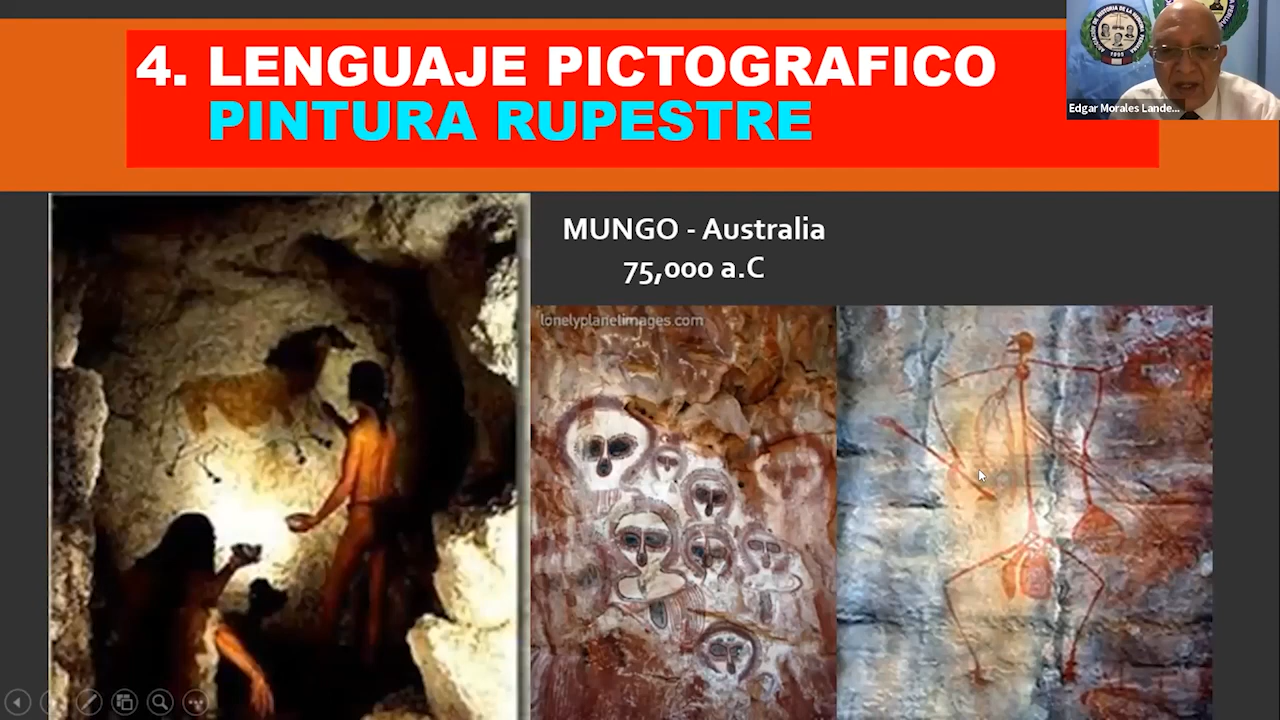 4. LENGUAJE PICTOGRAFICO
PINTURA RUPESTRE
Edgar Morales Lande...
MUNGO - Australia
75,000 a.C
lonelyplanetimages.com